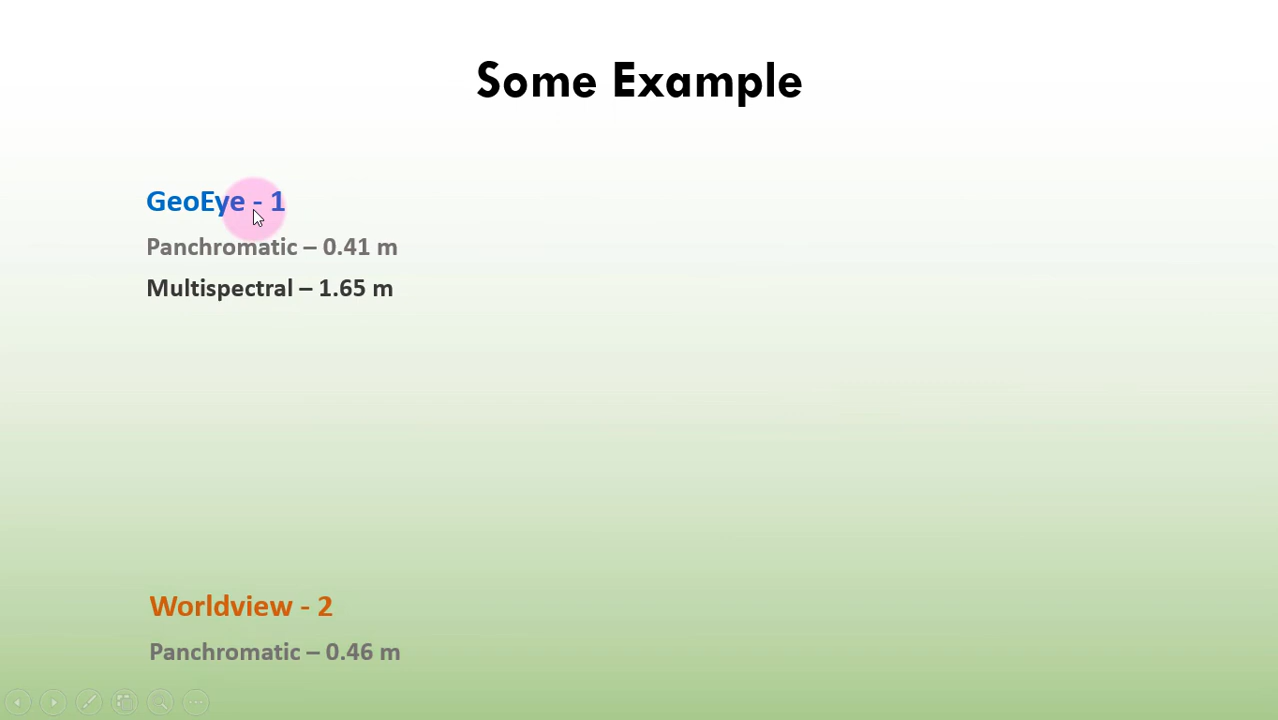 Some Example
GeoEye - 1
Panchromatic – 0.41 m
Multispectral – 1.65 m
Worldview - 2
Panchromatic – 0.46 m